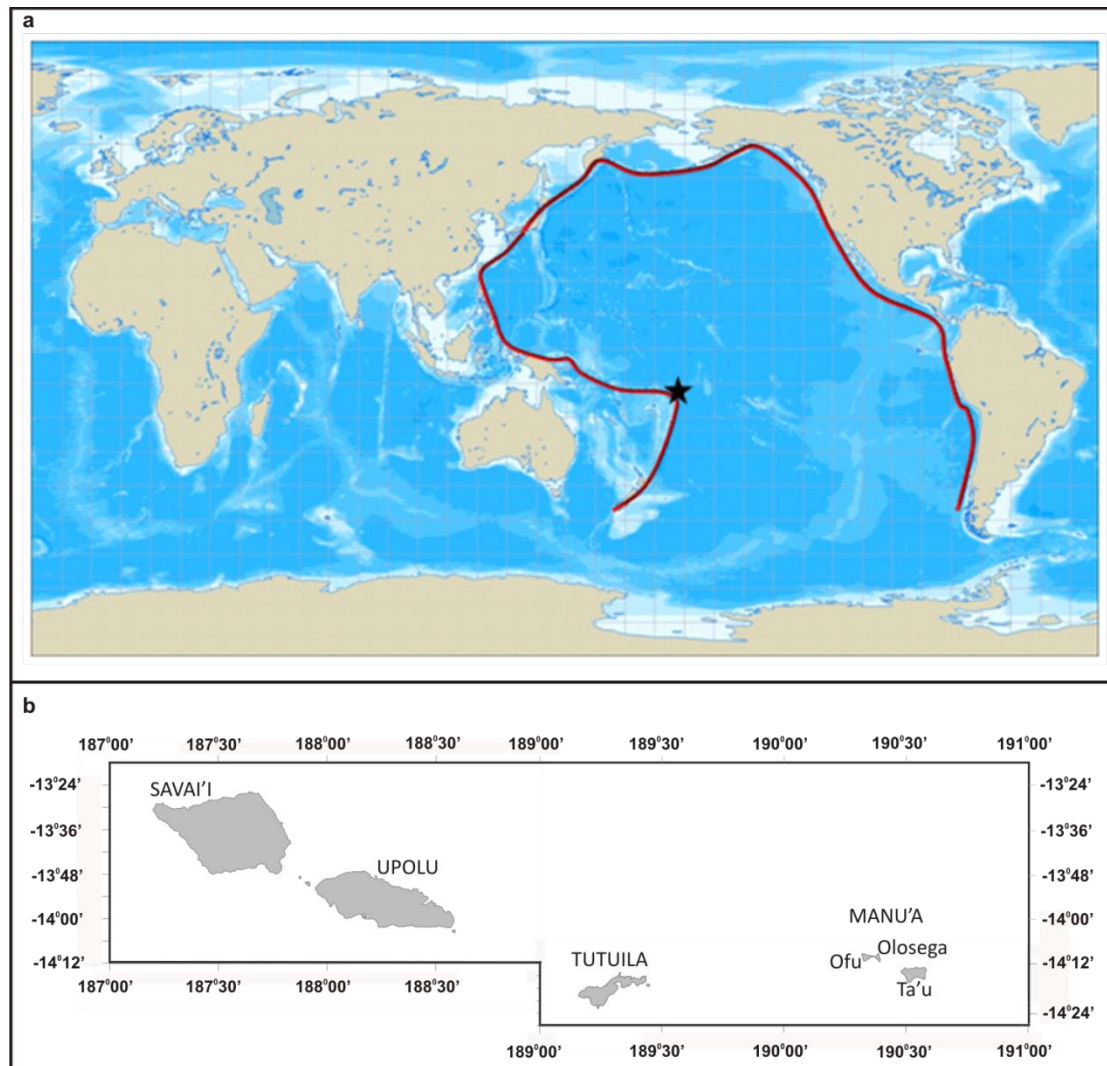 a
b
187°00' 187°30' 188°00' 188°30' 189°00' 189°30' 190°00' 190°30' 191°00'
-13°24' SAVAI'I -13°24'
-13°36' -13°36'
-13°48' UPOLU -13°48'
-14°00' MANU'A -14°00'
-14°12' TUTUILA Ofu Olosega -14°12'
187°00' 187°30' 188°00' 188°30' Ta'u
-14°24'
189°00' 189°30' 190°00' 190°30' 191°00'